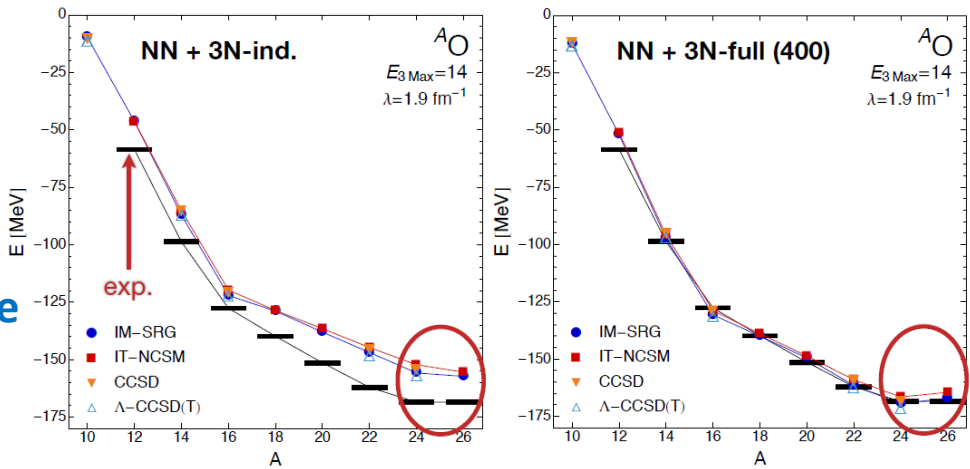 e
0
−25
−50
−75
−100
−125
−150
−175
E [MeV]
NN + 3N-ind.
AO
E3 Max=14
λ=1.9 fm−1
exp.
IM−SRG
IT−NCSM
CCSD
Λ−CCSD(T)
10 12 14 16 18 20 22 24 26
A
0
−25
−50
−75
−100
−125
−150
−175
E [MeV]
NN + 3N-full (400)
AO
E3 Max=14
λ=1.9 fm−1
IM−SRG
IT−NCSM
CCSD
Λ−CCSD(T)
10 12 14 16 18 20 22 24 26
A